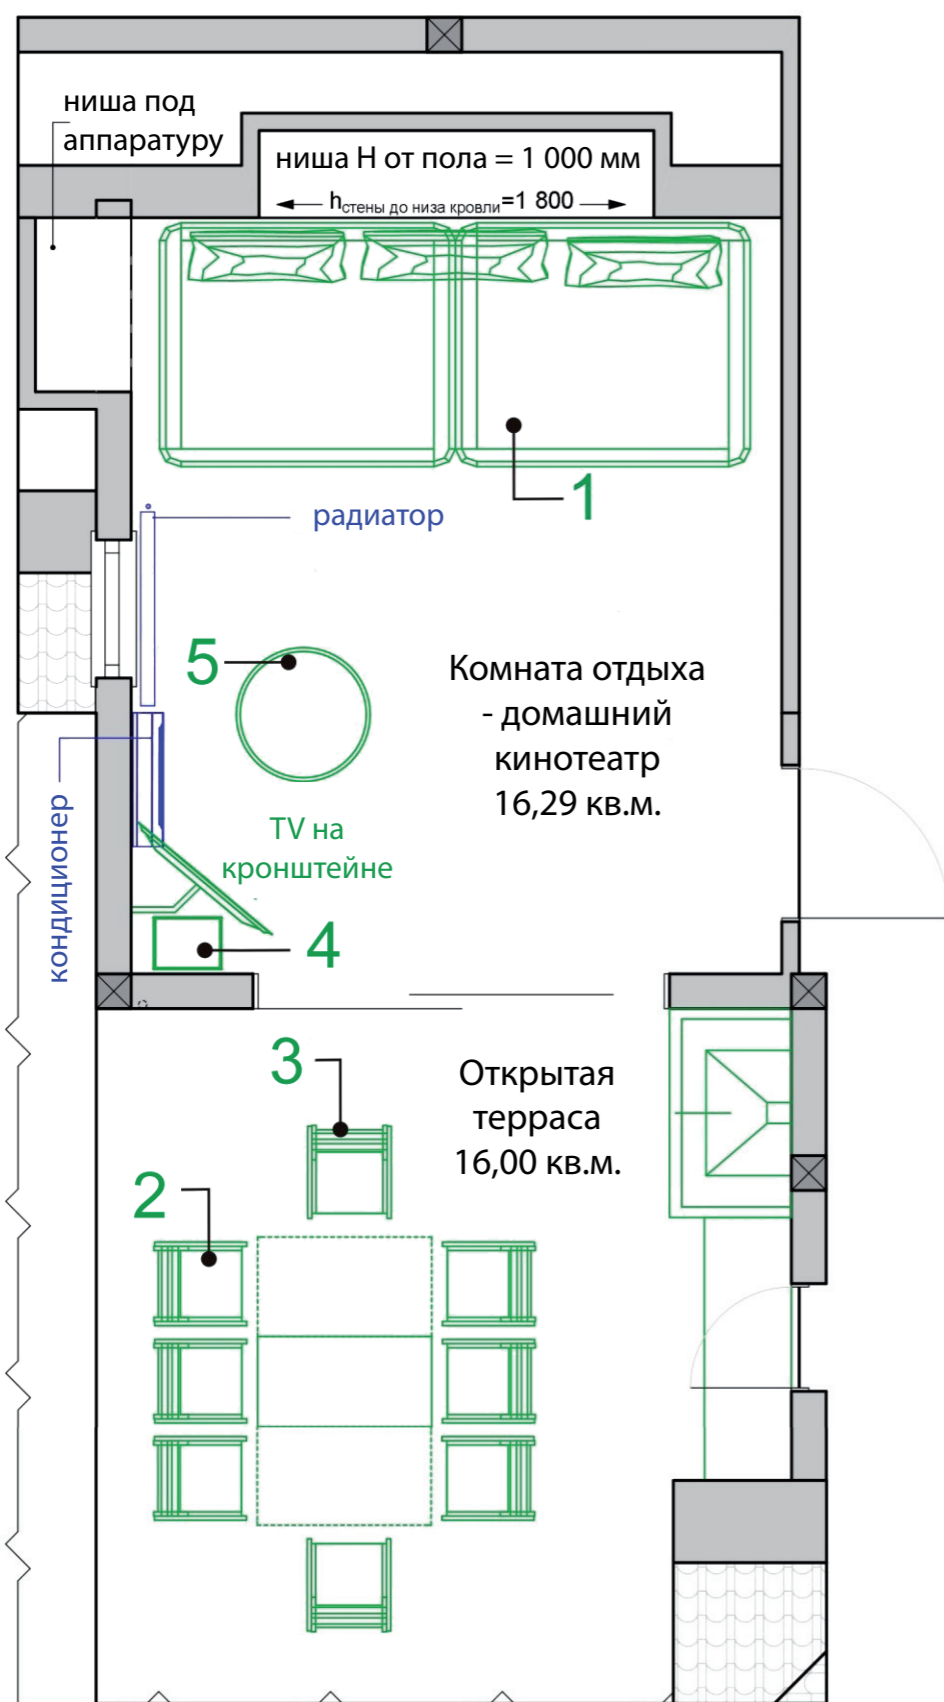 ниша под
аппаратуру
ниша Н от пола = 1 000 мм
hстены до низа кровли=1 800
1
радиатор
5
Комната отдыха
- домашний
кинотеатр
16,29 кв.м.
кондиционер
TV на
кронштейне
4
3
Открытая
терраса
16,00 кв.м.
2